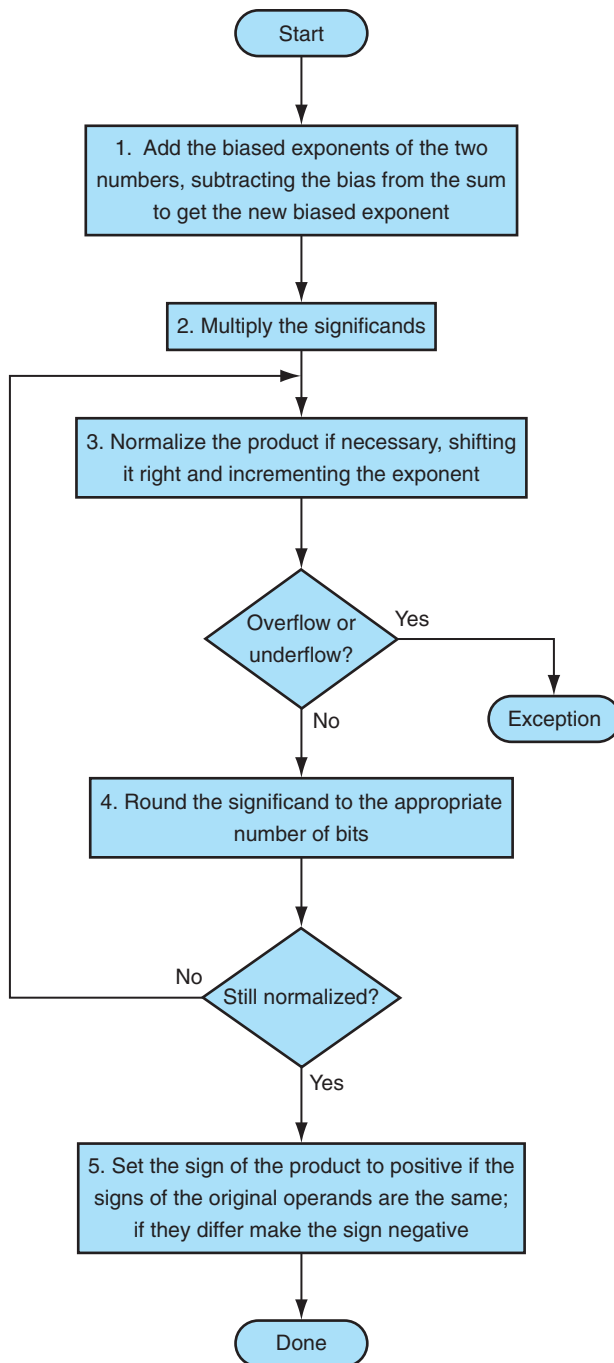 Start
1. Add the biased exponents of the two
numbers, subtracting the bias from the sum
to get the new biased exponent
2. Multiply the significands
3. Normalize the product if necessary, shifting
it right and incrementing the exponent
Overflow or
underflow?
Yes
No
Exception
4. Round the significand to the appropriate
number of bits
No
Still normalized?
Yes
5. Set the sign of the product to positive if the
signs of the original operands are the same;
if they differ make the sign negative
Done